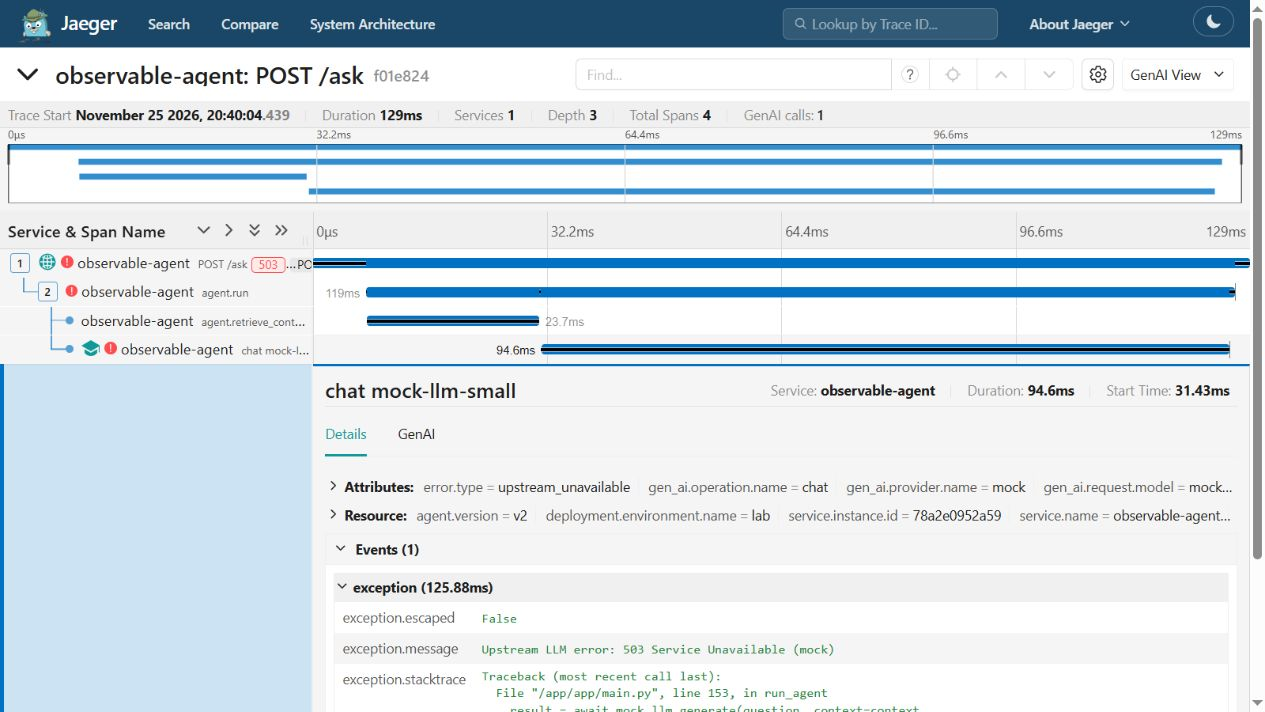 Jaeger Search Compare System Architecture Lookup by Trace ID... About Jaeger
observable-agent: POST /ask f01e824 Find... ? GenAI View
Trace Start November 25 2026, 20:40:04.439 Duration 129ms Services 1 Depth 3 Total Spans 4 GenAI calls: 1
0μs 32.2ms 64.4ms 96.6ms 129ms
Service & Span Name 0μs 32.2ms 64.4ms 96.6ms 129ms
1 observable-agent POST /ask 503 ...PO
2 observable-agent agent.run 119ms
observable-agent agent.retrieve_cont... 23.7ms
observable-agent chat mock-l... 94.6ms
chat mock-llm-small Service: observable-agent Duration: 94.6ms Start Time: 31.43ms
Details GenAI
Attributes: error.type = upstream_unavailable gen_ai.operation.name = chat gen_ai.provider.name = mock gen_ai.request.model = mock...
Resource: agent.version = v2 deployment.environment.name = lab service.instance.id = 78a2e0952a59 service.name = observable-agent...
Events (1)
exception (125.88ms)
exception.escaped False
exception.message Upstream LLM error: 503 Service Unavailable (mock)
exception.stacktrace Traceback (most recent call last):
File "/app/app/main.py", line 153, in run_agent
result = await mock_llm.generate(question, context=context,